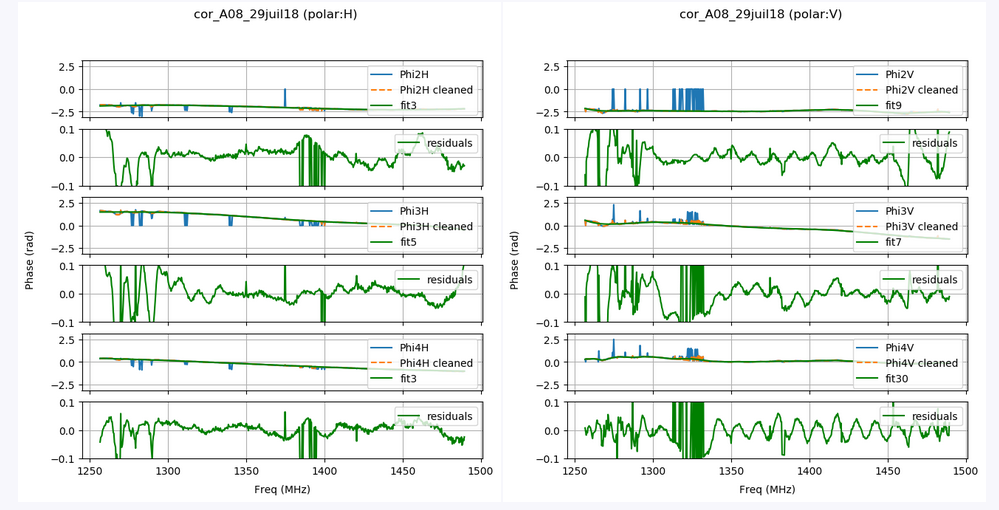 cor_A08_29juil18 (polar:H)
2.5
0.0
−2.5
Phi2H
Phi2H cleaned
fit3
0.1
0.0
−0.1
residuals
2.5
0.0
−2.5
Phi3H
Phi3H cleaned
fit5
0.1
0.0
−0.1
residuals
2.5
0.0
−2.5
Phi4H
Phi4H cleaned
fit3
0.1
0.0
−0.1
residuals
Phase (rad)
1250 1300 1350 1400 1450 1500
Freq (MHz)
cor_A08_29juil18 (polar:V)
2.5
0.0
−2.5
Phi2V
Phi2V cleaned
fit9
0.1
0.0
−0.1
residuals
2.5
0.0
−2.5
Phi3V
Phi3V cleaned
fit7
0.1
0.0
−0.1
residuals
2.5
0.0
−2.5
Phi4V
Phi4V cleaned
fit30
0.1
0.0
−0.1
residuals
Phase (rad)
1250 1300 1350 1400 1450 1500
Freq (MHz)